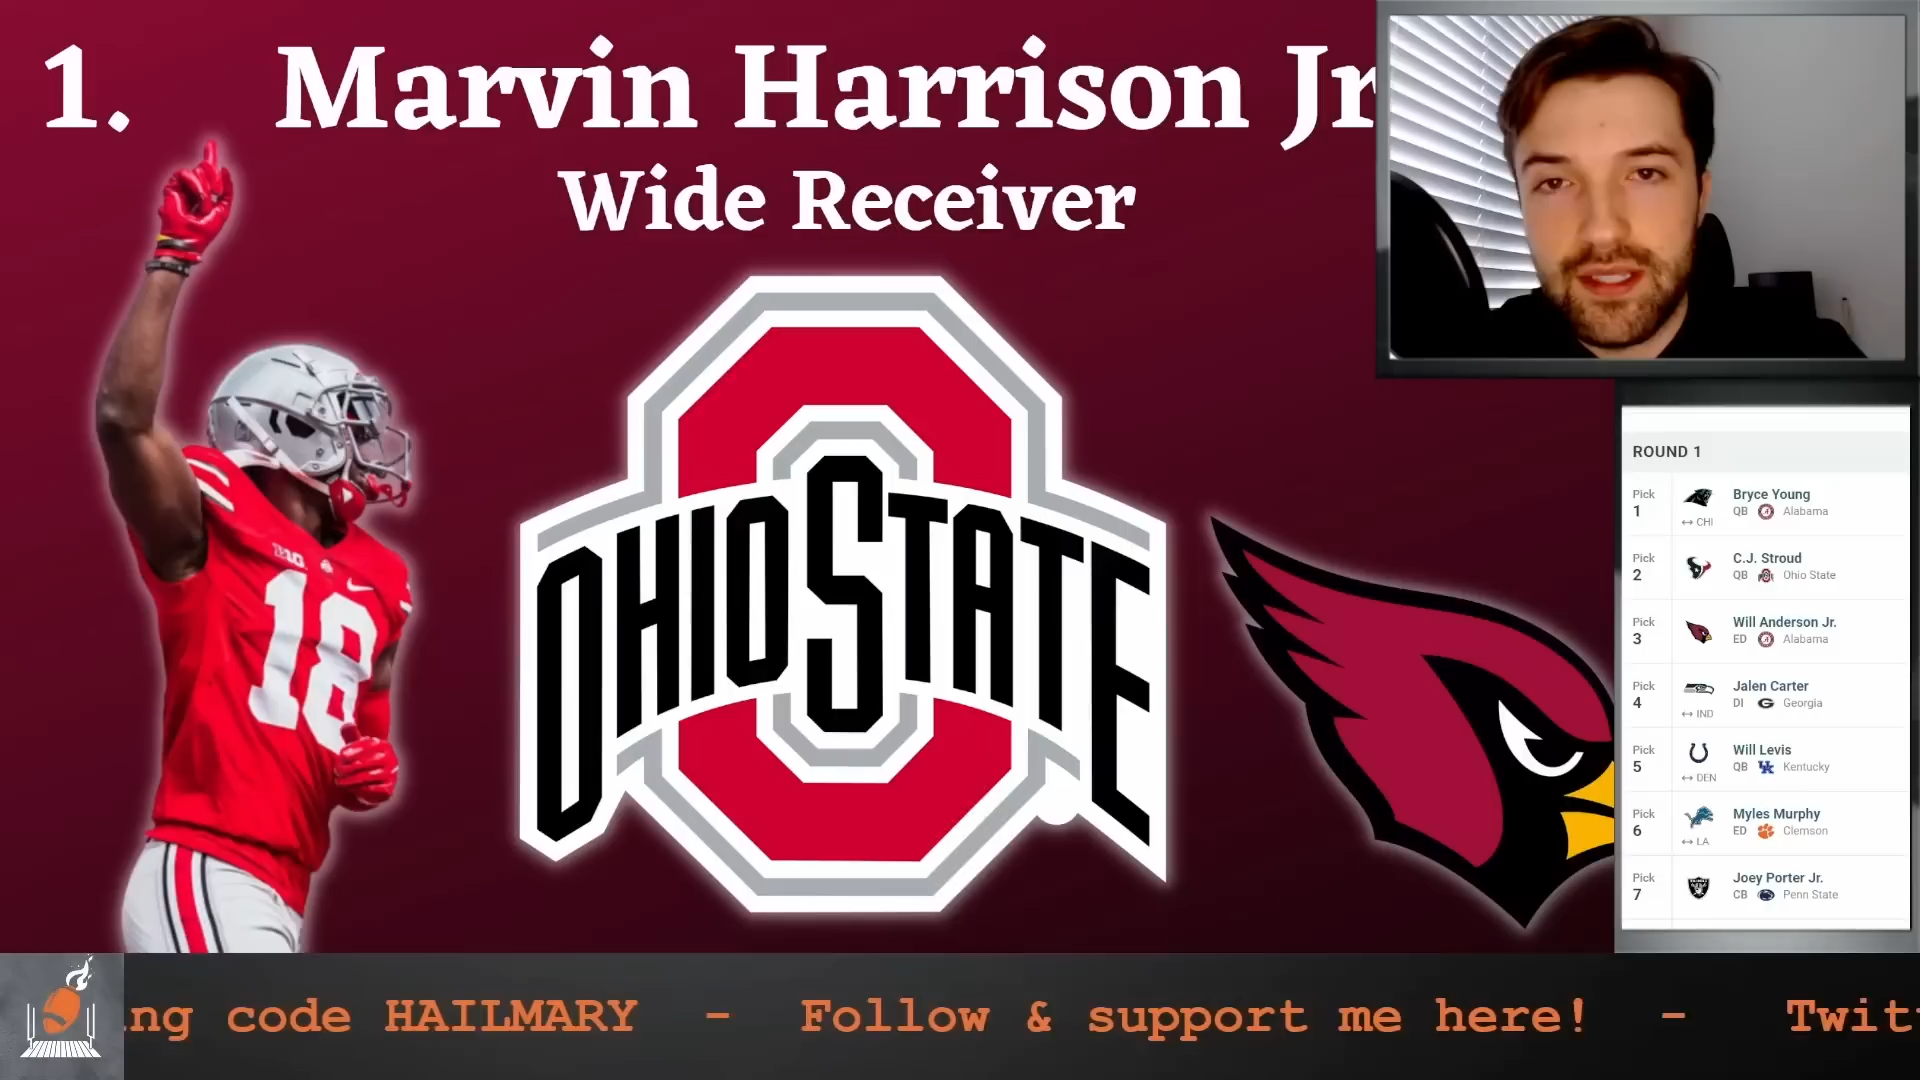 1. Marvin Harrison Jr
Wide Receiver
OHIO STATE
B1G
18
ROUND 1
Pick 1
Bryce Young
↔ CHI
QB Alabama
Pick 2
C.J. Stroud
QB Ohio State
Pick 3
Will Anderson Jr.
ED Alabama
Pick 4
Jalen Carter
↔ IND
DI Georgia
Pick 5
Will Levis
↔ DEN
QB Kentucky
Pick 6
Myles Murphy
↔ LA
ED Clemson
Pick 7
Joey Porter Jr.
CB Penn State
ng code HAILMARY - Follow & support me here! - Twit